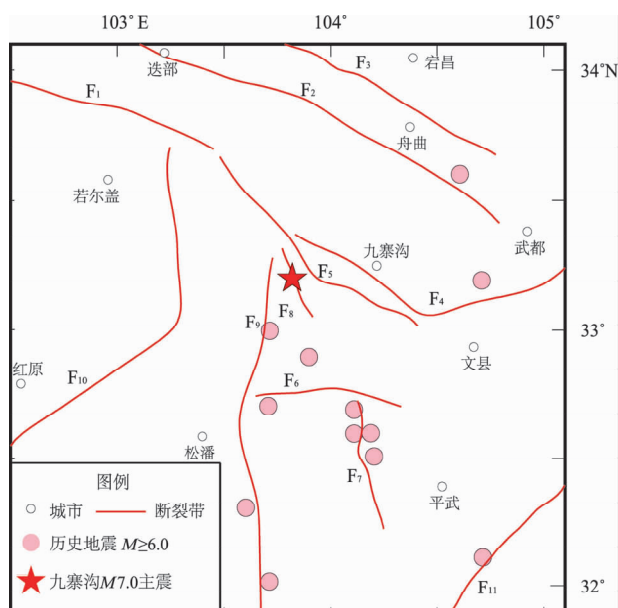 103° E
104°
105°
迭部
F3
宕昌
34°N
F1
F2
舟曲
若尔盖
武都
九寨沟
F5
F4
F8
F9
33°
文县
红原
F10
F6
松潘
F7
平武
图例
城市 断裂带
历史地震 M≥6.0
九寨沟M7.0主震
F11
32°